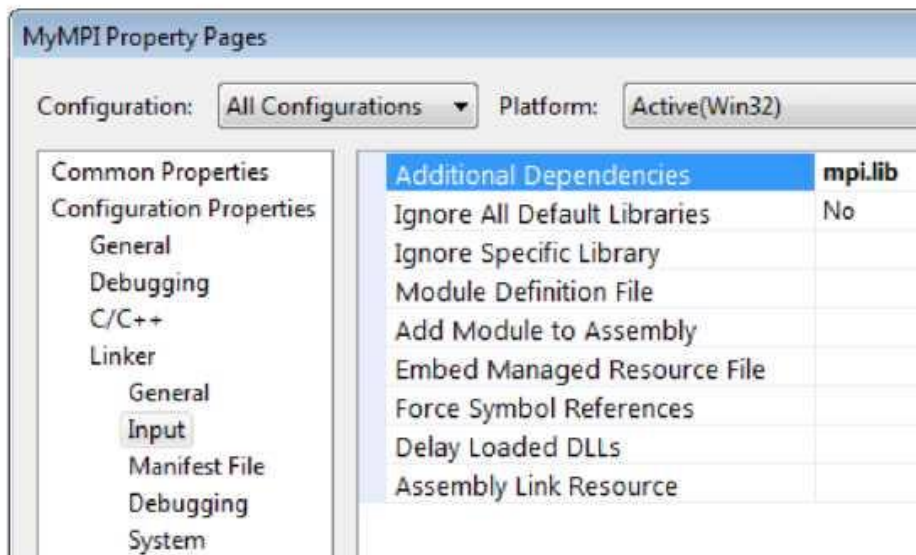 MyMPI Property Pages
Configuration: All Configurations Platform: Active(Win32)
Common Properties
Configuration Properties
General
Debugging
C/C++
Linker
General
Input
Manifest File
Debugging
System
Additional Dependencies mpi.lib
Ignore All Default Libraries No
Ignore Specific Library
Module Definition File
Add Module to Assembly
Embed Managed Resource File
Force Symbol References
Delay Loaded DLLs
Assembly Link Resource